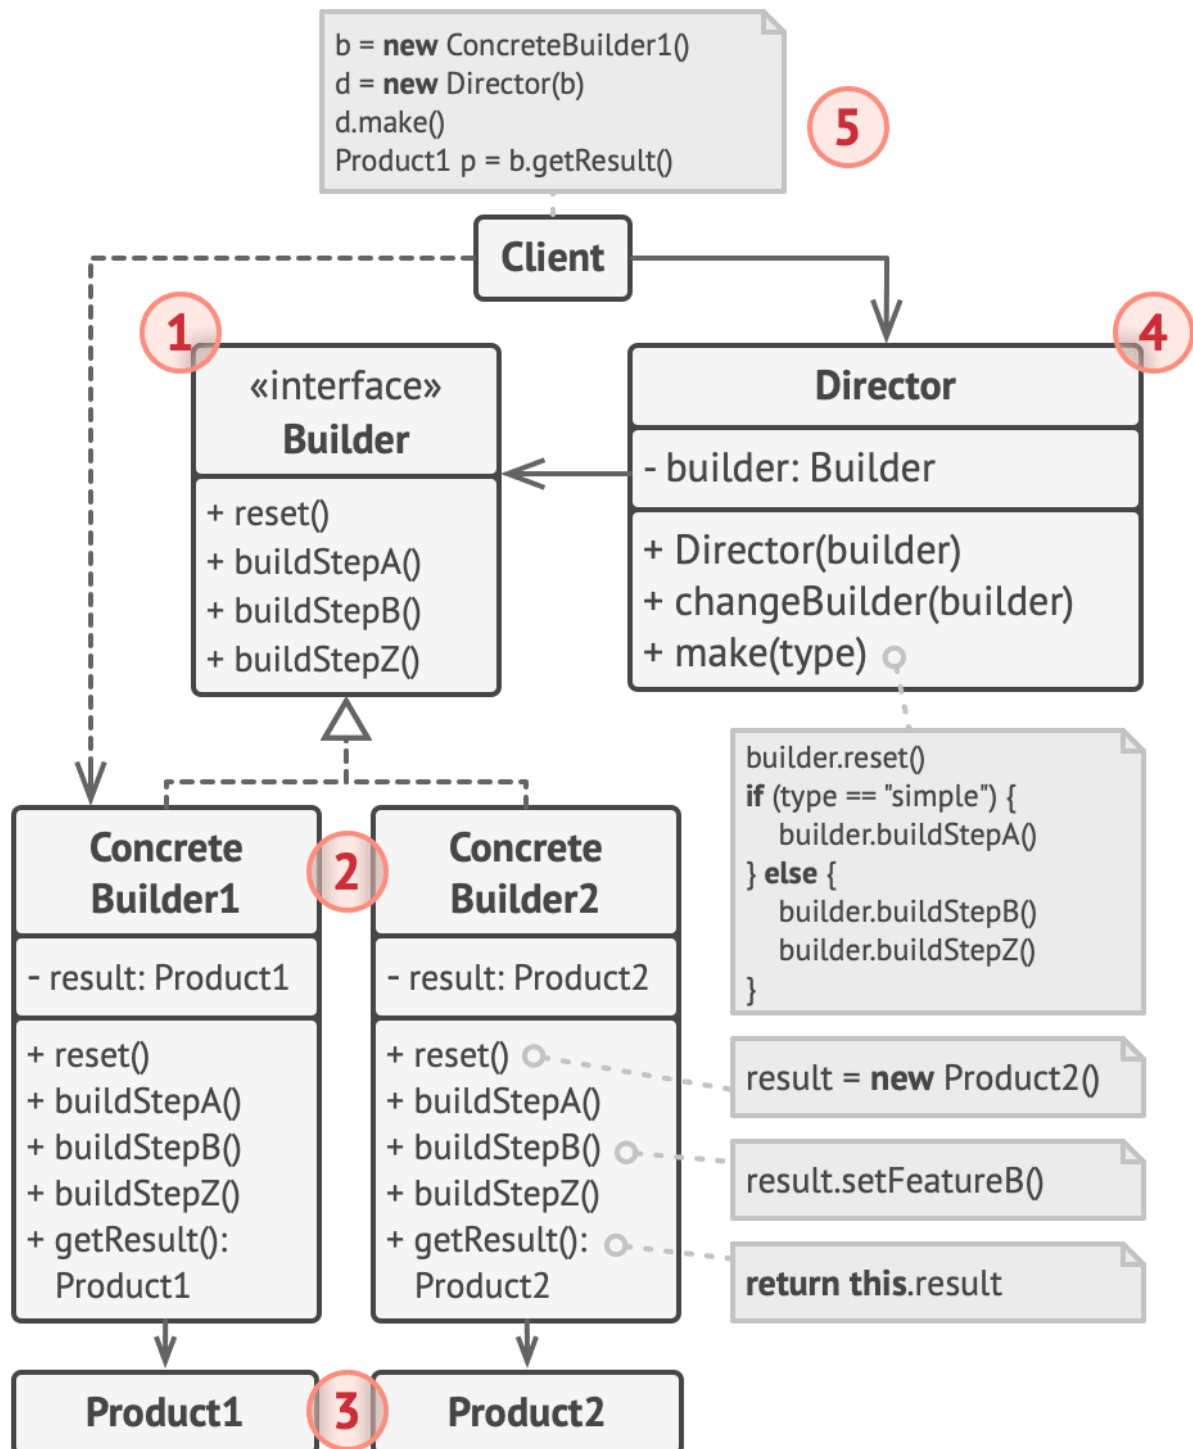 b = new ConcreteBuilder1()
d = new Director(b)
d.make()
Product1 p = b.getResult()
5
Client
1
«interface»
Builder
+ reset()
+ buildStepA()
+ buildStepB()
+ buildStepZ()
4
Director
- builder: Builder
+ Director(builder)
+ changeBuilder(builder)
+ make(type)
builder.reset()
if (type == "simple") {
builder.buildStepA()
} else {
builder.buildStepB()
builder.buildStepZ()
}
2
Concrete
Builder1
- result: Product1
+ reset()
+ buildStepA()
+ buildStepB()
+ buildStepZ()
+ getResult():
Product1
Concrete
Builder2
- result: Product2
+ reset()
+ buildStepA()
+ buildStepB()
+ buildStepZ()
+ getResult():
Product2
result = new Product2()
result.setFeatureB()
return this.result
Product1
3
Product2